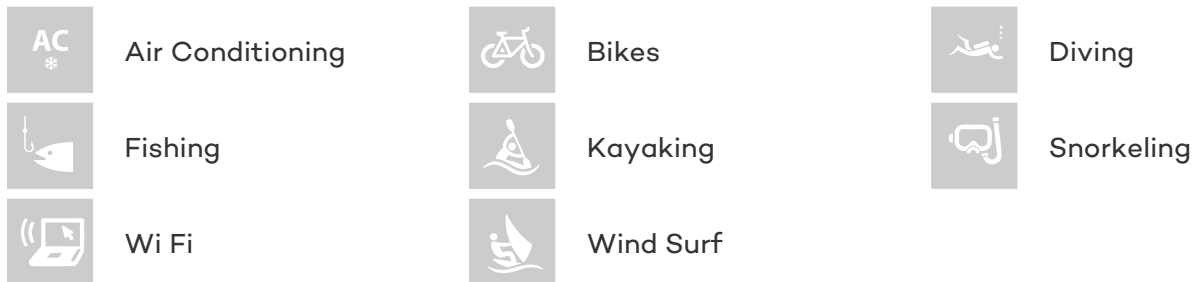 AC
Air Conditioning
Bikes
Diving
Fishing
Kayaking
Snorkeling
Wi Fi
Wind Surf